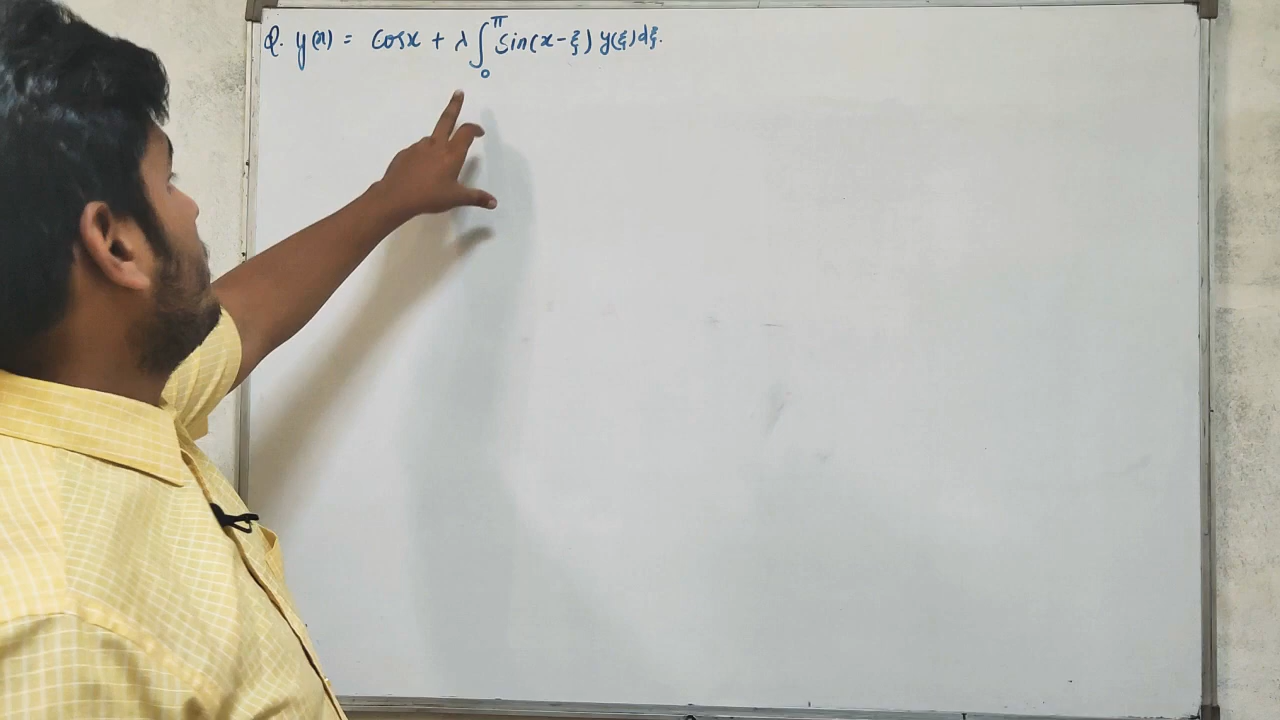 Q. y(x) = cosx + λ∫₀^π sin(x-ξ) y(ξ)dξ.